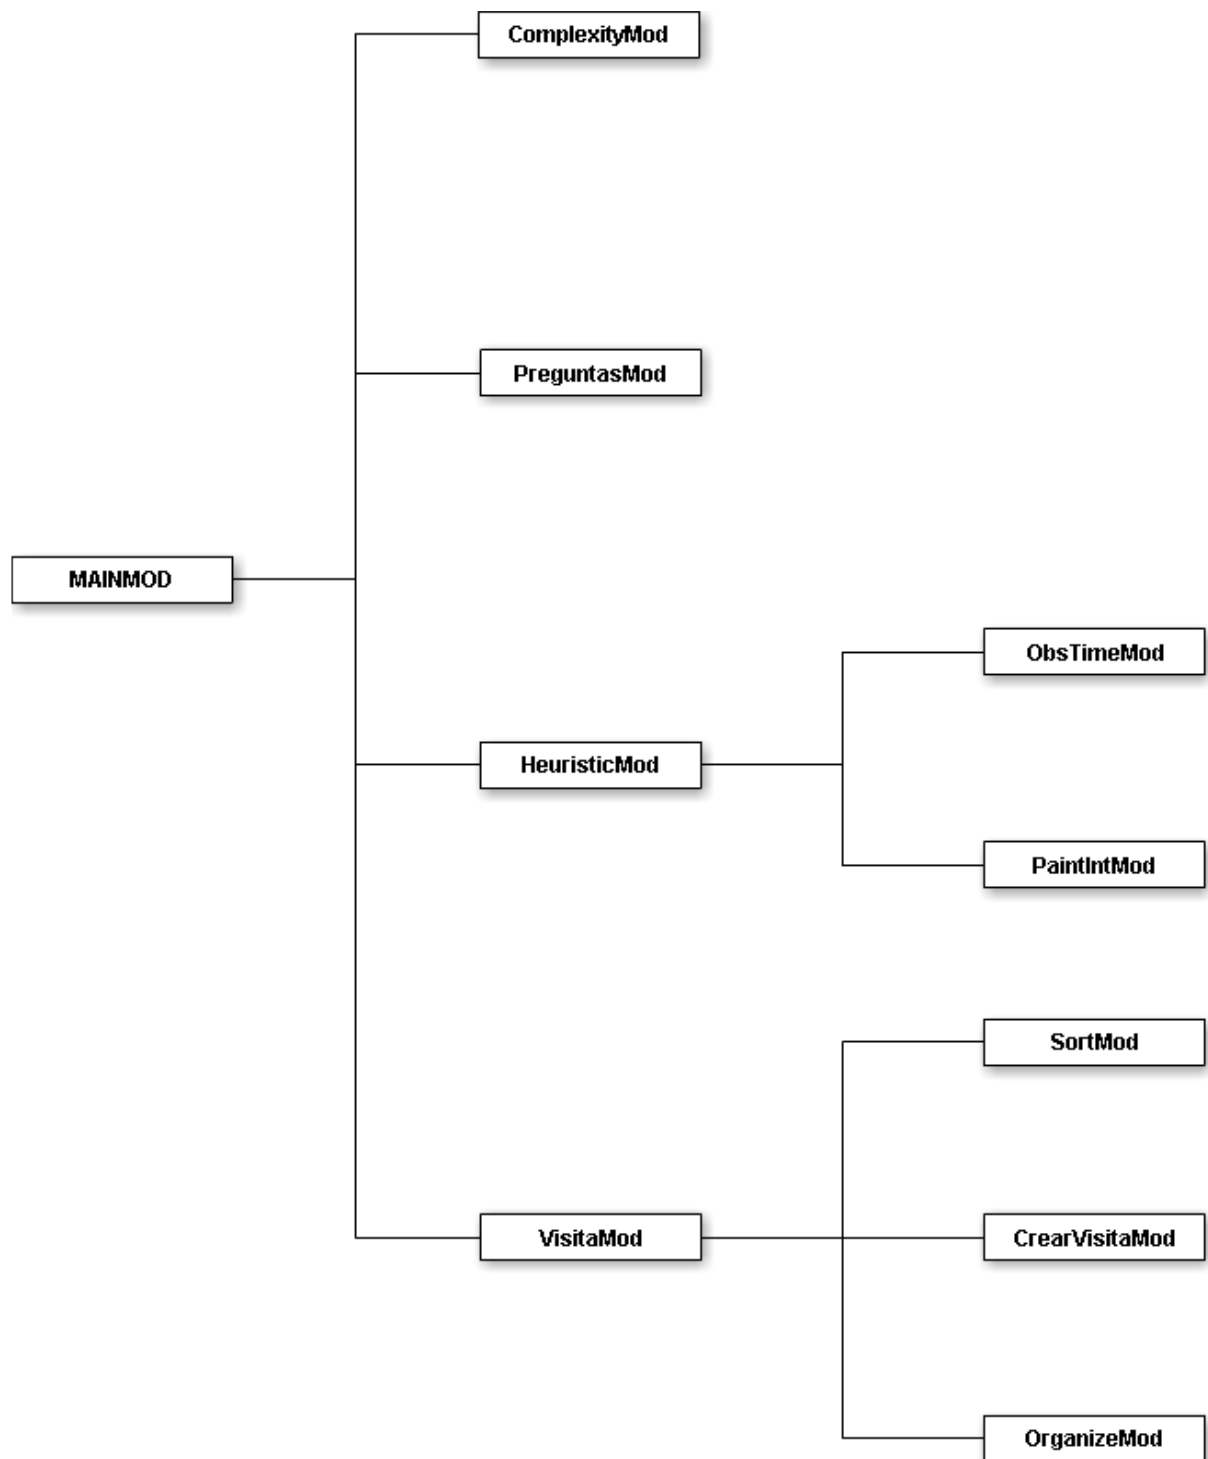 ComplexityMod
PreguntasMod
MAINMOD
ObsTimeMod
HeuristicMod
PaintIntMod
SortMod
VisitaMod
CrearVisitaMod
OrganizeMod